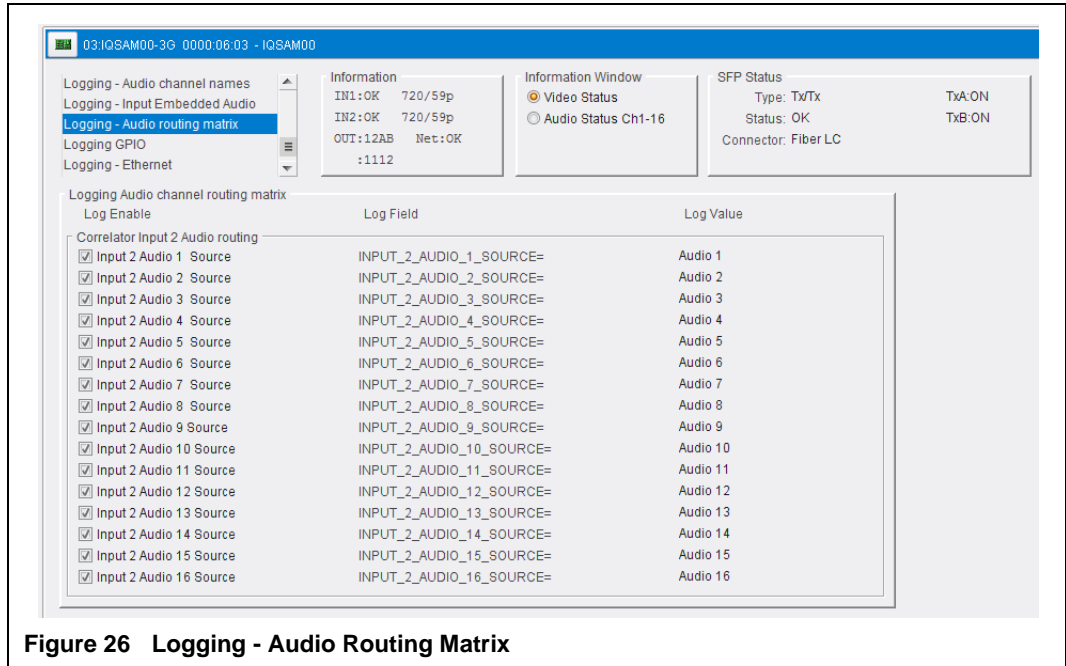 03:IQSAM00-3G 0000:06:03 - IQSAM00
Logging - Audio channel names
Logging - Input Embedded Audio
Logging - Audio routing matrix
Logging GPIO
Logging - Ethernet
Information
IN1:OK 720/59p
IN2:OK 720/59p
OUT:12AB Net:OK
:1112
Information Window
Video Status
Audio Status Ch1-16
SFP Status
Type: Tx/Tx TxA:ON
Status: OK TxB:ON
Connector: Fiber LC
Logging Audio channel routing matrix
Log Enable Log Field Log Value
Correlator Input 2 Audio routing
Input 2 Audio 1 Source INPUT_2_AUDIO_1_SOURCE= Audio 1
Input 2 Audio 2 Source INPUT_2_AUDIO_2_SOURCE= Audio 2
Input 2 Audio 3 Source INPUT_2_AUDIO_3_SOURCE= Audio 3
Input 2 Audio 4 Source INPUT_2_AUDIO_4_SOURCE= Audio 4
Input 2 Audio 5 Source INPUT_2_AUDIO_5_SOURCE= Audio 5
Input 2 Audio 6 Source INPUT_2_AUDIO_6_SOURCE= Audio 6
Input 2 Audio 7 Source INPUT_2_AUDIO_7_SOURCE= Audio 7
Input 2 Audio 8 Source INPUT_2_AUDIO_8_SOURCE= Audio 8
Input 2 Audio 9 Source INPUT_2_AUDIO_9_SOURCE= Audio 9
Input 2 Audio 10 Source INPUT_2_AUDIO_10_SOURCE= Audio 10
Input 2 Audio 11 Source INPUT_2_AUDIO_11_SOURCE= Audio 11
Input 2 Audio 12 Source INPUT_2_AUDIO_12_SOURCE= Audio 12
Input 2 Audio 13 Source INPUT_2_AUDIO_13_SOURCE= Audio 13
Input 2 Audio 14 Source INPUT_2_AUDIO_14_SOURCE= Audio 14
Input 2 Audio 15 Source INPUT_2_AUDIO_15_SOURCE= Audio 15
Input 2 Audio 16 Source INPUT_2_AUDIO_16_SOURCE= Audio 16
Figure 26 Logging - Audio Routing Matrix